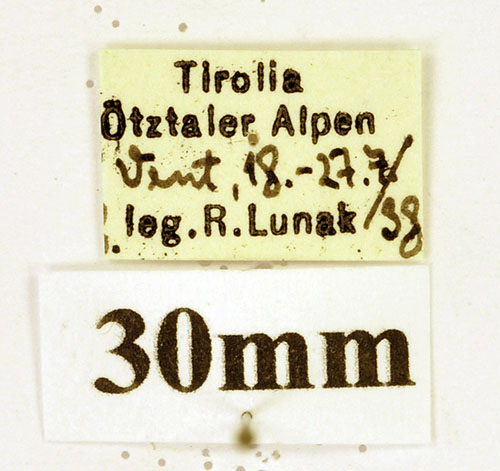 Tirolia
Ötztaler Alpen
Vent, 18.-27.7/38
leg. R. Lunak
30mm